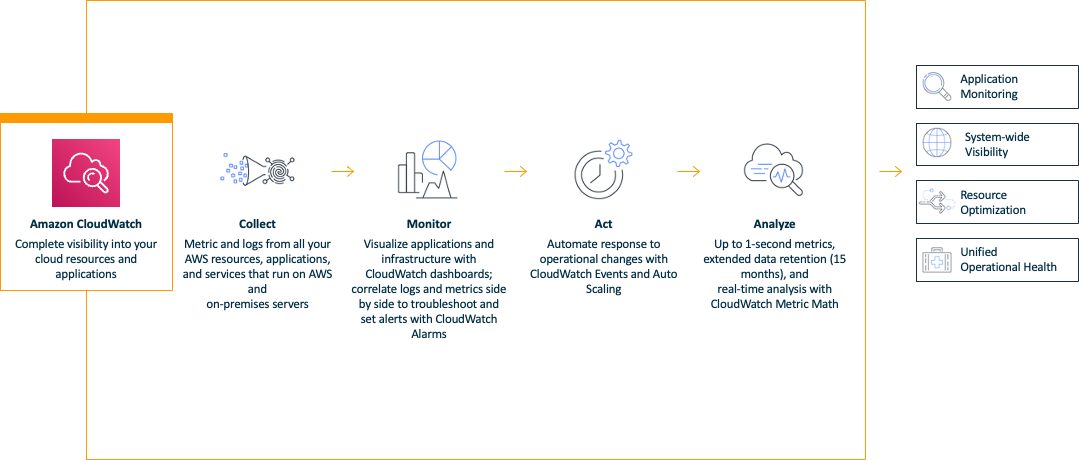 Amazon CloudWatch
Complete visibility into your
cloud resources and
applications
Collect
Metric and logs from all your
AWS resources, applications,
and services that run on AWS
and
on-premises servers
Monitor
Visualize applications and
infrastructure with
CloudWatch dashboards;
correlate logs and metrics side
by side to troubleshoot and
set alerts with CloudWatch
Alarms
Act
Automate response to
operational changes with
CloudWatch Events and Auto
Scaling
Analyze
Up to 1-second metrics,
extended data retention (15
months), and
real-time analysis with
CloudWatch Metric Math
Application
Monitoring
System-wide
Visibility
Resource
Optimization
Unified
Operational Health